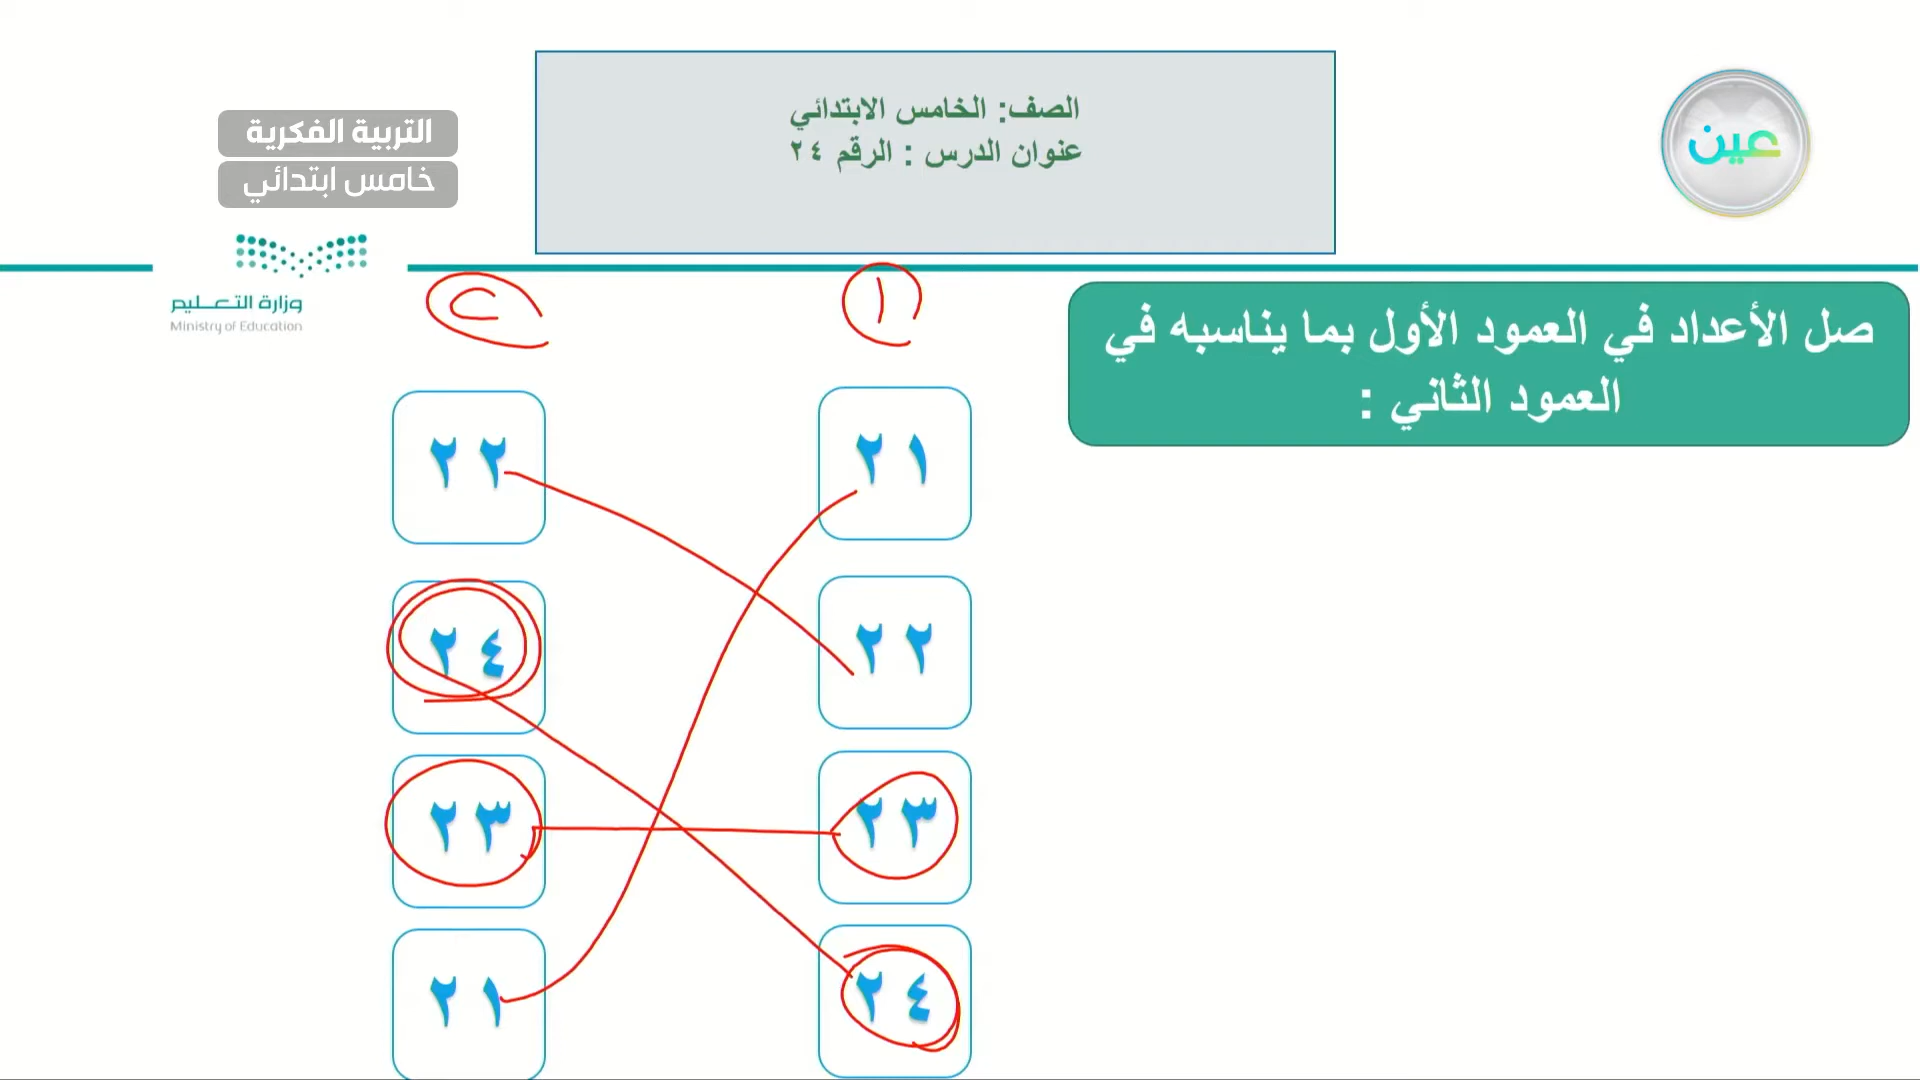 الصف: الخامس الابتدائي
عنوان الدرس : الرقم ٢٤
عين
التربية الفكرية
خامس ابتدائي
وزارة التعليم
Ministry of Education
صل الأعداد في العمود الأول بما يناسبه في
العمود الثاني :
١
٢
٢١
٢٢
٢٢
٢٤
٢٣
٢٣
٢٤
٢١